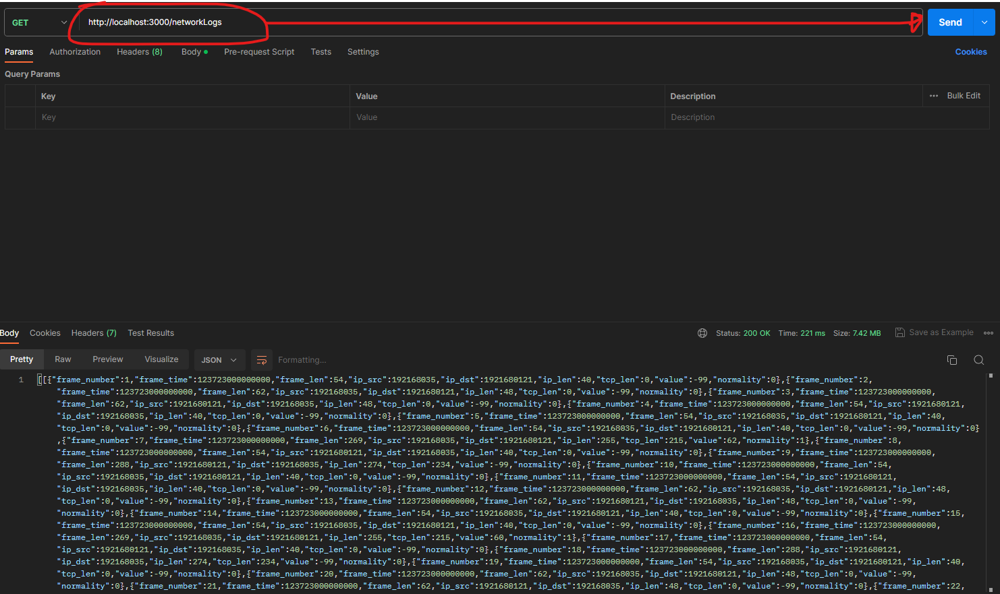 GET http://localhost:3000/networkLogs Send
Params Authorization Headers (8) Body Pre-request Script Tests Settings Cookies
Query Params
Key Value Description Bulk Edit
Key Value Description
Body Cookies Headers (7) Test Results Status: 200 OK Time: 221 ms Size: 7.42 MB Save as Example
Pretty Raw Preview Visualize JSON Formatting...
1 [[{"frame_number":1,"frame_time":123723000000000,"frame_len":54,"ip_src":192168035,"ip_dst":1921680121,"ip_len":40,"tcp_len":0,"value":-99,"normality":0},{"frame_number":2,
"frame_time":123723000000000,"frame_len":62,"ip_src":192168035,"ip_dst":1921680121,"ip_len":48,"tcp_len":0,"value":-99,"normality":0},{"frame_number":3,"frame_time":123723000000000,
"frame_len":62,"ip_src":1921680121,"ip_dst":192168035,"ip_len":48,"tcp_len":0,"value":-99,"normality":0},{"frame_number":4,"frame_time":123723000000000,"frame_len":54,"ip_src":1921680121,
"ip_dst":192168035,"ip_len":40,"tcp_len":0,"value":-99,"normality":0},{"frame_number":5,"frame_time":123723000000000,"frame_len":54,"ip_src":192168035,"ip_dst":1921680121,"ip_len":40,
"tcp_len":0,"value":-99,"normality":0},{"frame_number":6,"frame_time":123723000000000,"frame_len":54,"ip_src":192168035,"ip_dst":1921680121,"ip_len":40,"tcp_len":0,"value":-99,"normality":0}
,{"frame_number":7,"frame_time":123723000000000,"frame_len":269,"ip_src":192168035,"ip_dst":1921680121,"ip_len":255,"tcp_len":215,"value":62,"normality":1},{"frame_number":8,
"frame_time":123723000000000,"frame_len":54,"ip_src":1921680121,"ip_dst":192168035,"ip_len":40,"tcp_len":0,"value":-99,"normality":0},{"frame_number":9,"frame_time":123723000000000,
"frame_len":288,"ip_src":1921680121,"ip_dst":192168035,"ip_len":274,"tcp_len":234,"value":-99,"normality":0},{"frame_number":10,"frame_time":123723000000000,"frame_len":54,
"ip_src":192168035,"ip_dst":1921680121,"ip_len":40,"tcp_len":0,"value":-99,"normality":0},{"frame_number":11,"frame_time":123723000000000,"frame_len":54,"ip_src":1921680121,
"ip_dst":192168035,"ip_len":40,"tcp_len":0,"value":-99,"normality":0},{"frame_number":12,"frame_time":123723000000000,"frame_len":62,"ip_src":192168035,"ip_dst":1921680121,"ip_len":48,
"tcp_len":0,"value":-99,"normality":0},{"frame_number":13,"frame_time":123723000000000,"frame_len":62,"ip_src":1921680121,"ip_dst":192168035,"ip_len":48,"tcp_len":0,"value":-99,
"normality":0},{"frame_number":14,"frame_time":123723000000000,"frame_len":54,"ip_src":192168035,"ip_dst":1921680121,"ip_len":40,"tcp_len":0,"value":-99,"normality":0},{"frame_number":15,
"frame_time":123723000000000,"frame_len":54,"ip_src":192168035,"ip_dst":1921680121,"ip_len":40,"tcp_len":0,"value":-99,"normality":0},{"frame_number":16,"frame_time":123723000000000,
"frame_len":269,"ip_src":192168035,"ip_dst":1921680121,"ip_len":255,"tcp_len":215,"value":60,"normality":1},{"frame_number":17,"frame_time":123723000000000,"frame_len":54,
"ip_src":1921680121,"ip_dst":192168035,"ip_len":40,"tcp_len":0,"value":-99,"normality":0},{"frame_number":18,"frame_time":123723000000000,"frame_len":288,"ip_src":1921680121,
"ip_dst":192168035,"ip_len":274,"tcp_len":234,"value":-99,"normality":0},{"frame_number":19,"frame_time":123723000000000,"frame_len":54,"ip_src":192168035,"ip_dst":1921680121,"ip_len":40,
"tcp_len":0,"value":-99,"normality":0},{"frame_number":20,"frame_time":123723000000000,"frame_len":62,"ip_src":192168035,"ip_dst":1921680121,"ip_len":48,"tcp_len":0,"value":-99,
"normality":0},{"frame_number":21,"frame_time":123723000000000,"frame_len":62,"ip_src":1921680121,"ip_dst":192168035,"ip_len":48,"tcp_len":0,"value":-99,"normality":0},{"frame_number":22,